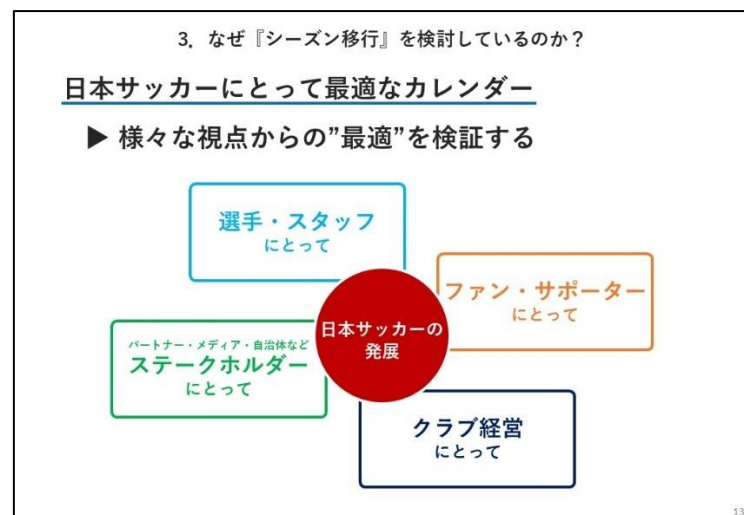 3．なぜ『シーズン移行』を検討しているのか？
日本サッカーにとって最適なカレンダー
▶ 様々な視点からの”最適”を検証する
選手・スタッフ
にとって
ファン・サポーター
にとって
日本サッカーの
発展
パートナー・メディア・自治体など
ステークホルダー
にとって
クラブ経営
にとって
13